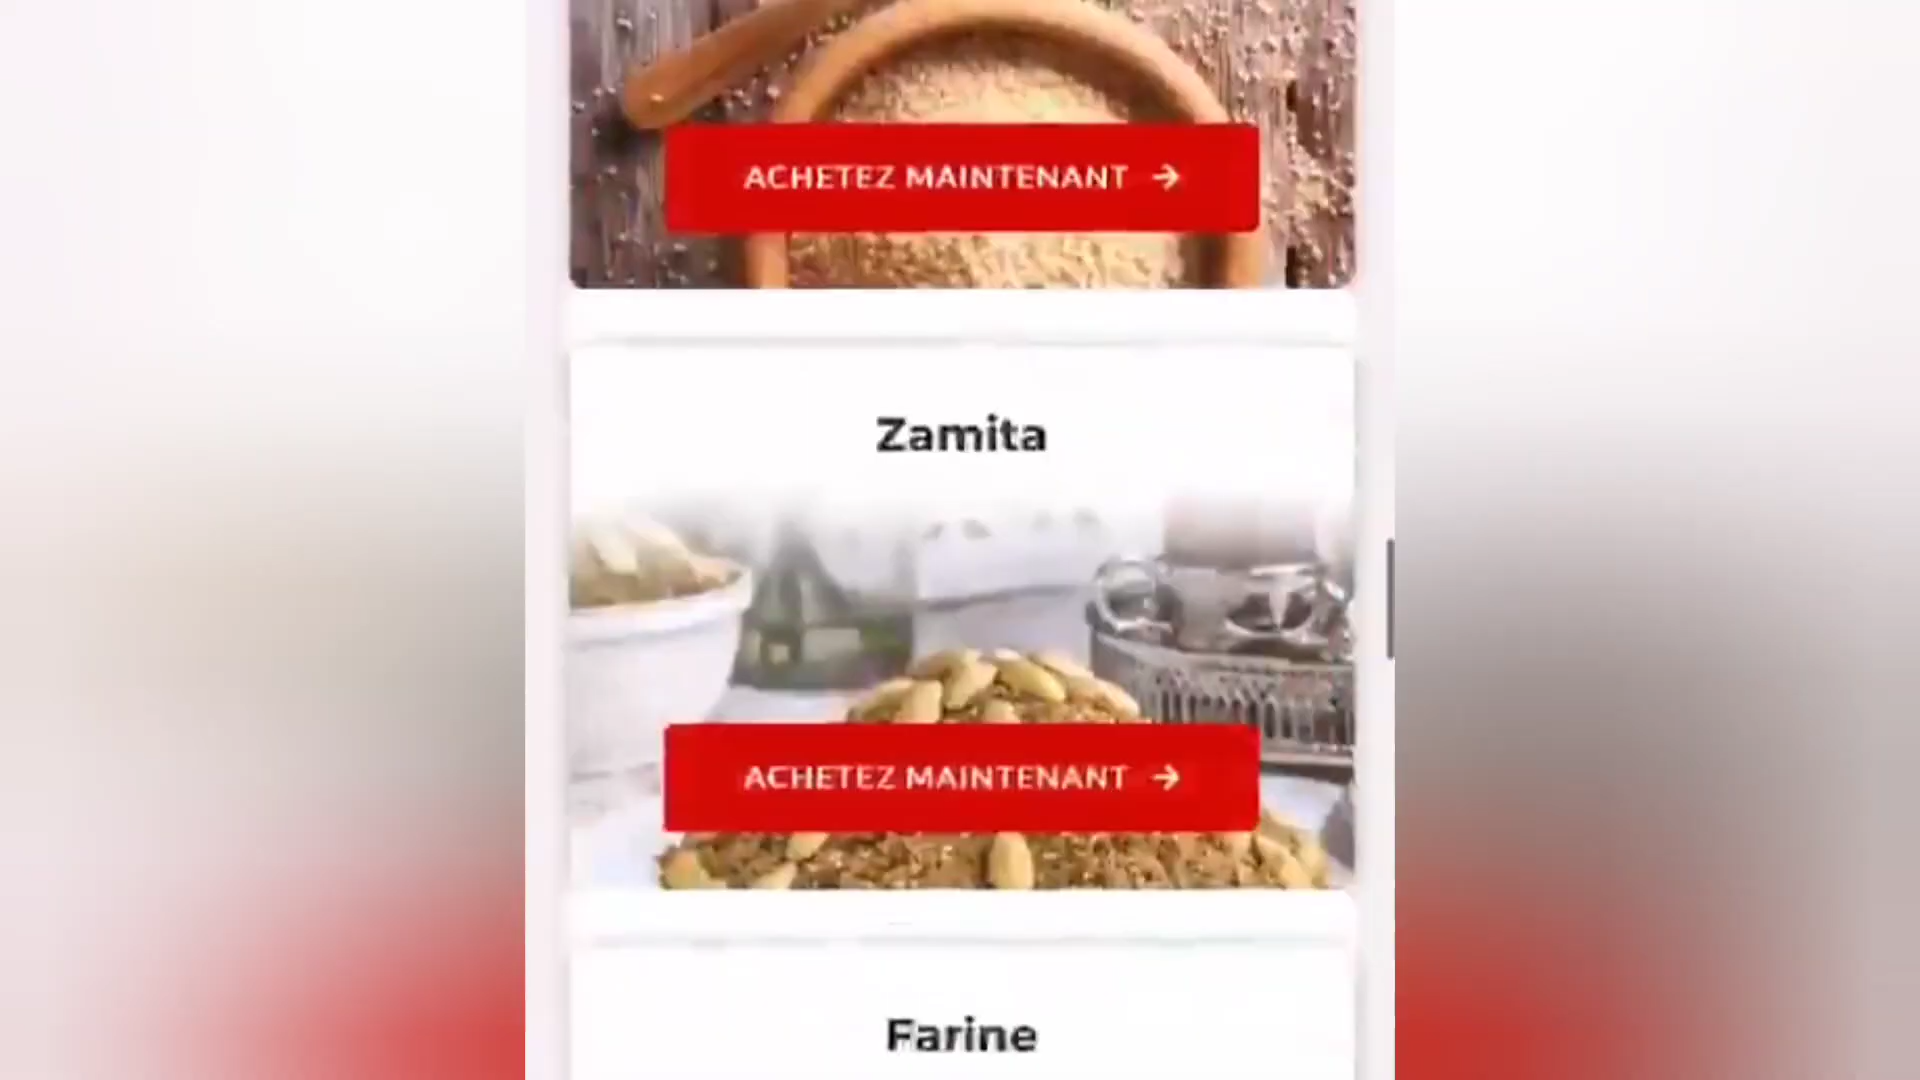 ACHETEZ MAINTENANT →
Zamita
ACHETEZ MAINTENANT →
Farine